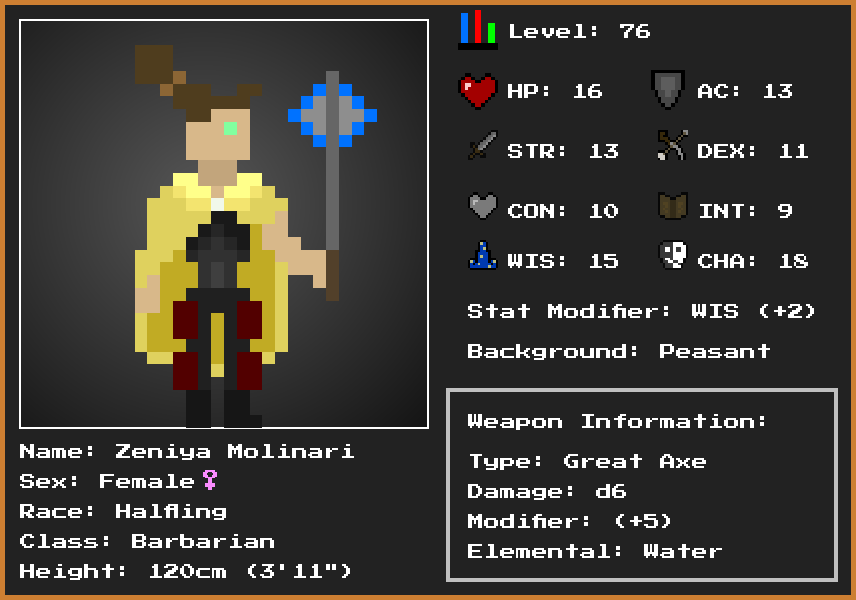 Level: 76
HP: 16 AC: 13
STR: 13 DEX: 11
CON: 10 INT: 9
WIS: 15 CHA: 18
Stat Modifier: WIS (+2)
Background: Peasant
Weapon Information:
Type: Great Axe
Damage: d6
Modifier: (+5)
Elemental: Water
Name: Zeniya Molinari
Sex: Female♀
Race: Halfling
Class: Barbarian
Height: 120cm (3'11")